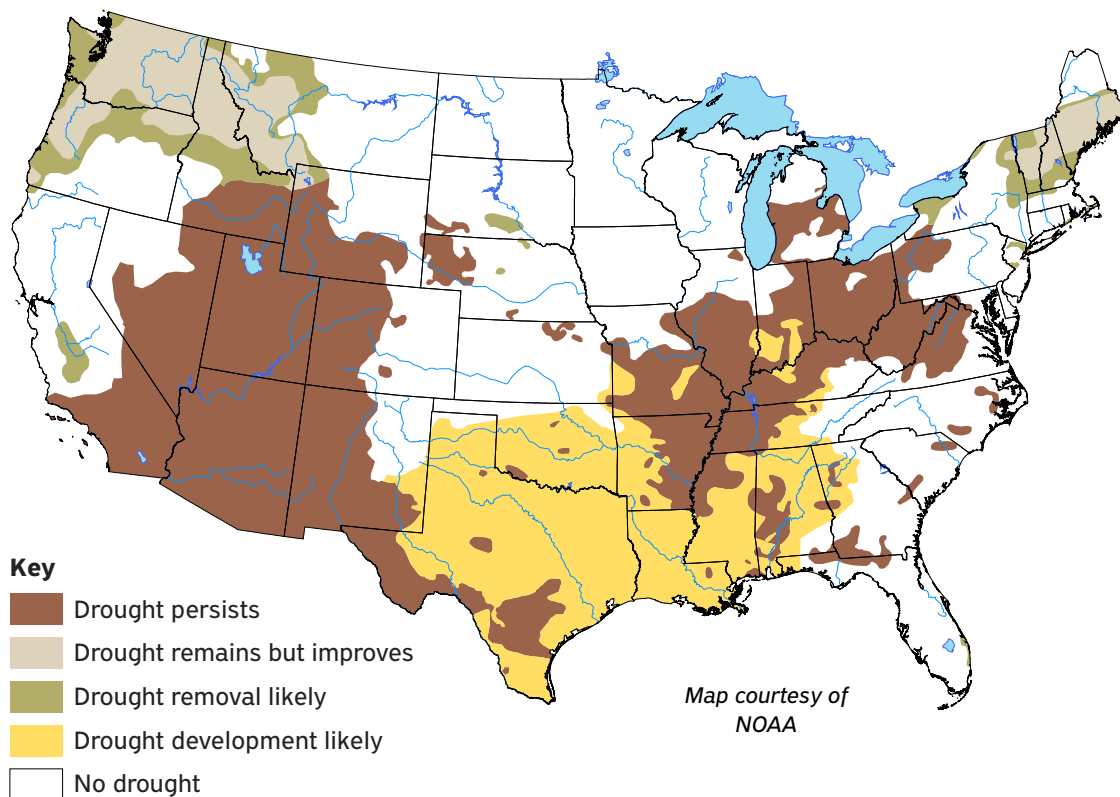 Key
Drought persists
Drought remains but improves
Drought removal likely
Drought development likely
No drought
Map courtesy of
NOAA